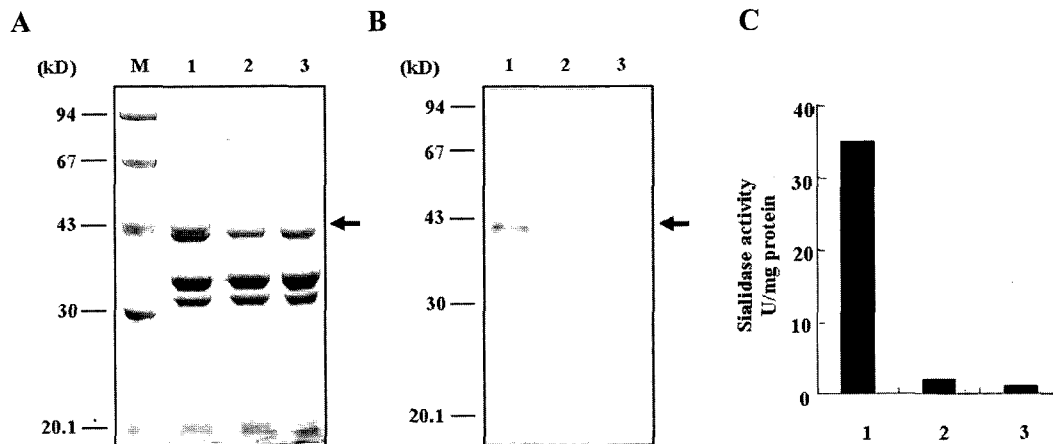 A
(kD) M 1 2 3
94
67
43
30
20.1
B
(kD) 1 2 3
94
67
43
30
20.1
C
Sialidase activity
U/mg protein
40
30
20
10
0
1 2 3